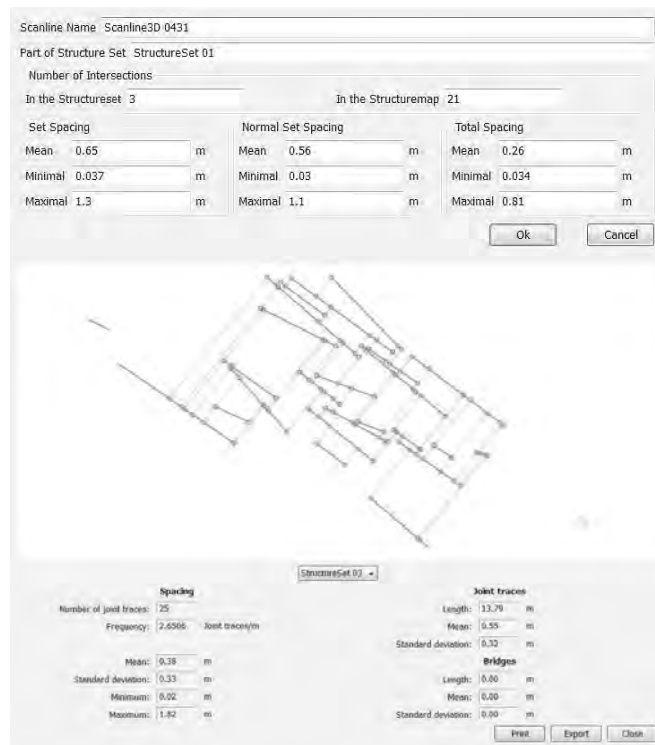 Scanline Name Scanline3D 0431
Part of Structure Set StructureSet 01
Number of Intersections
In the Structureset 3 In the Structuremap 21
Set Spacing Normal Set Spacing Total Spacing
Mean 0.65 m Mean 0.56 m Mean 0.26 m
Minimal 0.037 m Minimal 0.03 m Minimal 0.034 m
Maximal 1.3 m Maximal 1.1 m Maximal 0.81 m
Ok Cancel
StructureSet 03
Spacing Joint traces
Number of joint traces: 25 Length: 13.79 m
Frequency: 2.6506 Joint traces/m Mean: 0.55 m
Standard deviation: 0.32 m
Mean: 0.38 m Bridges
Standard deviation: 0.33 m Length: 0.00 m
Minimum: 0.02 m Mean: 0.00 m
Maximum: 1.82 m Standard deviation: 0.00 m
Print Export Close